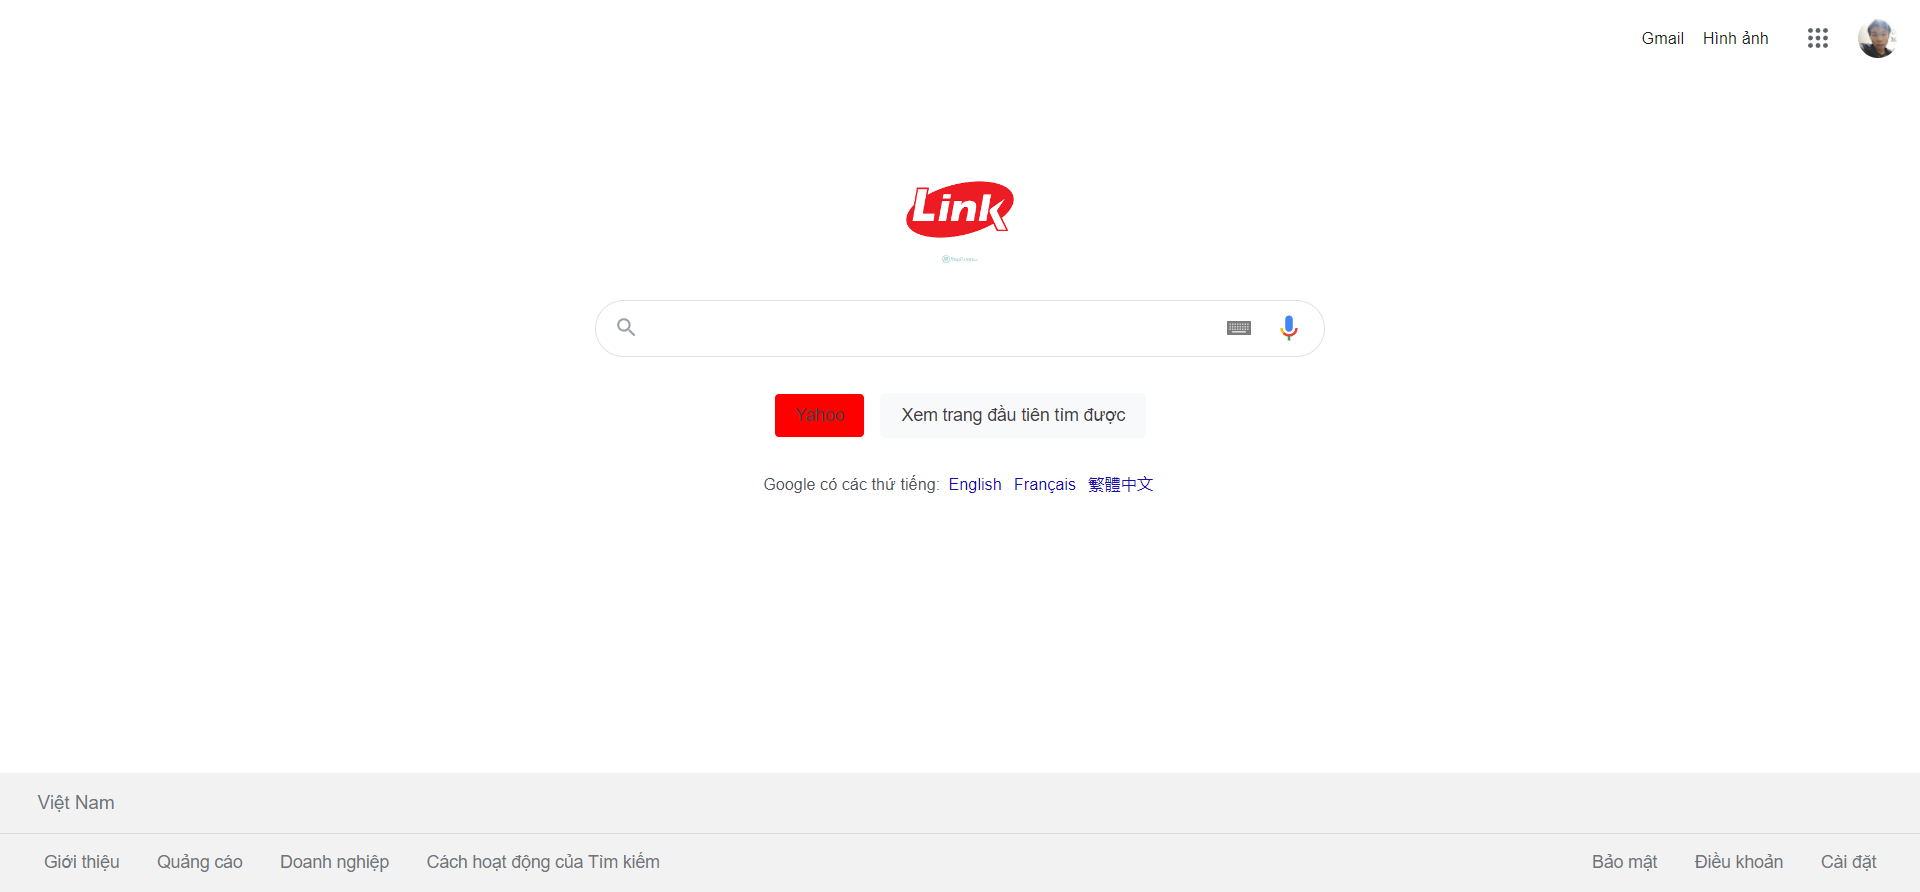 Gmail Hình ảnh
Link
Yahoo Xem trang đầu tiên tìm được
Google có các thứ tiếng: English Français 繁體中文
Việt Nam
Giới thiệu Quảng cáo Doanh nghiệp Cách hoạt động của Tìm kiếm Bảo mật Điều khoản Cài đặt